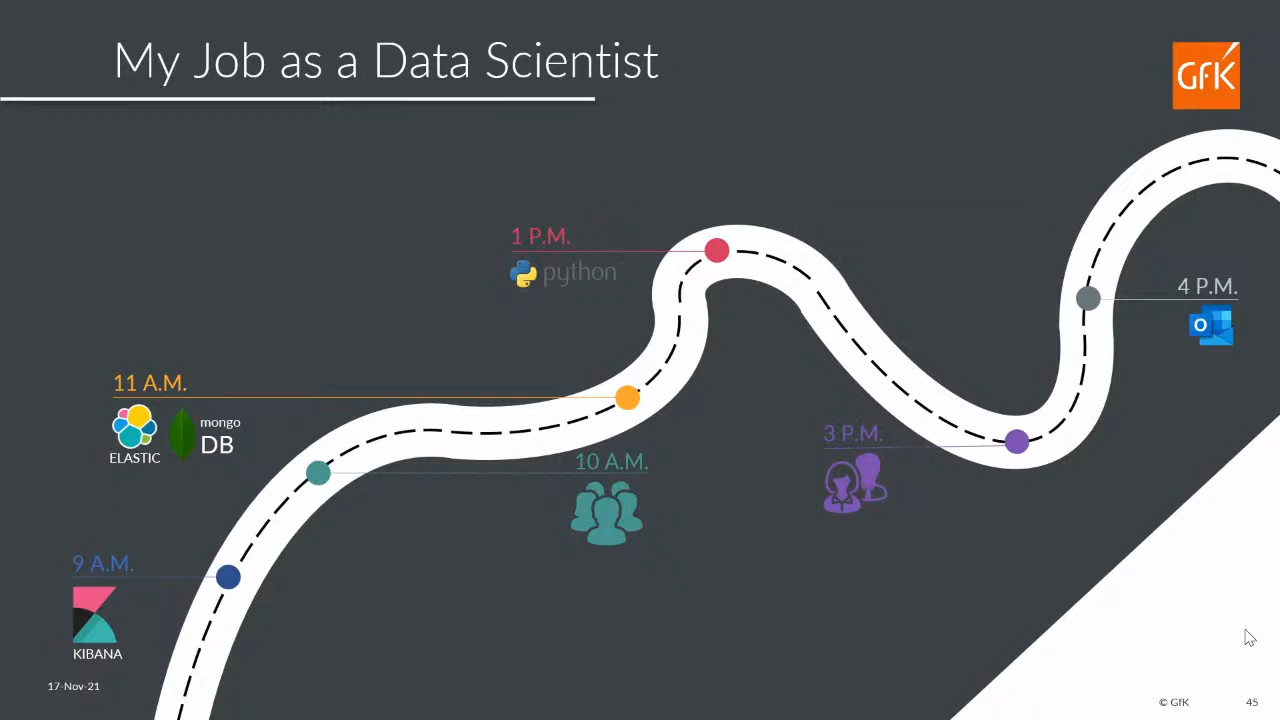 My Job as a Data Scientist
GfK
1 P.M.
python
4 P.M.
O
11 A.M.
mongo
DB
ELASTIC
3 P.M.
10 A.M.
9 A.M.
KIBANA
17-Nov-21
© GfK
45